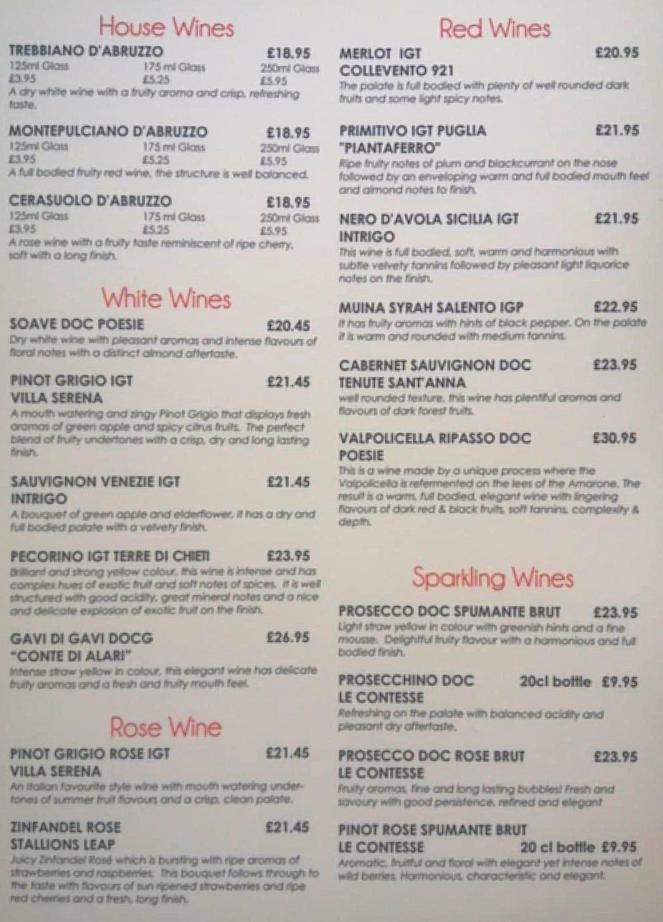 House Wines
TREBBIANO D'ABRUZZO £18.95
125ml Glass 175 ml Glass 250ml Glass
£3.95 £5.25 £5.95
A dry white wine with a fruity aroma and crisp, refreshing
taste.
MONTEPULCIANO D'ABRUZZO £18.95
125ml Glass 175 ml Glass 250ml Glass
£3.95 £5.25 £5.95
A full bodied fruity red wine, the structure is well balanced.
CERASUOLO D'ABRUZZO £18.95
125ml Glass 175 ml Glass 250ml Glass
£3.95 £5.25 £5.95
A rose wine with a fruity taste reminiscent of ripe cherry,
soft with a long finish.
White Wines
SOAVE DOC POESIE £20.45
Dry white wine with pleasant aromas and intense flavours of
floral notes with a distinct almond aftertaste.
PINOT GRIGIO IGT £21.45
VILLA SERENA
A mouth watering and zingy Pinot Grigio that displays fresh
aromas of green apple and spicy citrus fruits. The perfect
blend of fruity undertones with a crisp, dry and long lasting
finish.
SAUVIGNON VENEZIE IGT £21.45
INTRIGO
A bouquet of green apple and elderflower, it has a dry and
full bodied palate with a velvety finish.
PECORINO IGT TERRE DI CHIETI £23.95
Brilliant and strong yellow colour, this wine is intense and has
complex hues of exotic fruit and soft notes of spices. It is well
structured with good acidity, great mineral notes and a nice
and delicate explosion of exotic fruit on the finish.
GAVI DI GAVI DOCG £26.95
"CONTE DI ALARI"
Intense straw yellow in colour, this elegant wine has delicate
fruity aromas and a fresh and fruity mouth feel.
Rose Wine
PINOT GRIGIO ROSE IGT £21.45
VILLA SERENA
An Italian favourite style wine with mouth watering under-
tones of summer fruit flavours and a crisp, clean palate.
ZINFANDEL ROSE £21.45
STALLIONS LEAP
Juicy Zinfandel Rosé which is bursting with ripe aromas of
strawberries and raspberries. This bouquet follows through to
the taste with flavours of sun ripened strawberries and ripe
red cherries and a fresh, long finish.
Red Wines
MERLOT IGT £20.95
COLLEVENTO 921
The palate is full bodied with plenty of well rounded dark
fruits and some light spicy notes.
PRIMITIVO IGT PUGLIA £21.95
"PIANTAFERRO"
Ripe fruity notes of plum and blackcurrant on the nose
followed by an enveloping warm and full bodied mouth feel
and almond notes to finish.
NERO D'AVOLA SICILIA IGT £21.95
INTRIGO
This wine is full bodied, soft, warm and harmonious with
subtle velvety tannins followed by pleasant light liquorice
notes on the finish.
MUINA SYRAH SALENTO IGP £22.95
It has fruity aromas with hints of black pepper. On the palate
it is warm and rounded with medium tannins.
CABERNET SAUVIGNON DOC £23.95
TENUTE SANT'ANNA
well rounded texture, this wine has plentiful aromas and
flavours of dark forest fruits.
VALPOLICELLA RIPASSO DOC £30.95
POESIE
This is a wine made by a unique process where the
Valpolicella is refermented on the lees of the Amarone. The
result is a warm, full bodied, elegant wine with lingering
flavours of dark red & black fruits, soft tannins, complexity &
depth.
Sparkling Wines
PROSECCO DOC SPUMANTE BRUT £23.95
Light straw yellow in colour with greenish hints and a fine
mousse. Delightful fruity flavour with a harmonious and full
bodied finish.
PROSECCHINO DOC 20cl bottle £9.95
LE CONTESSE
Refreshing on the palate with balanced acidity and
pleasant dry aftertaste.
PROSECCO DOC ROSE BRUT £23.95
LE CONTESSE
Fruity aromas, fine and long lasting bubbles! Fresh and
savoury with good persistence, refined and elegant
PINOT ROSE SPUMANTE BRUT
LE CONTESSE 20 cl bottle £9.95
Aromatic, fruitful and floral with elegant yet intense notes of
wild berries. Harmonious, characteristic and elegant.